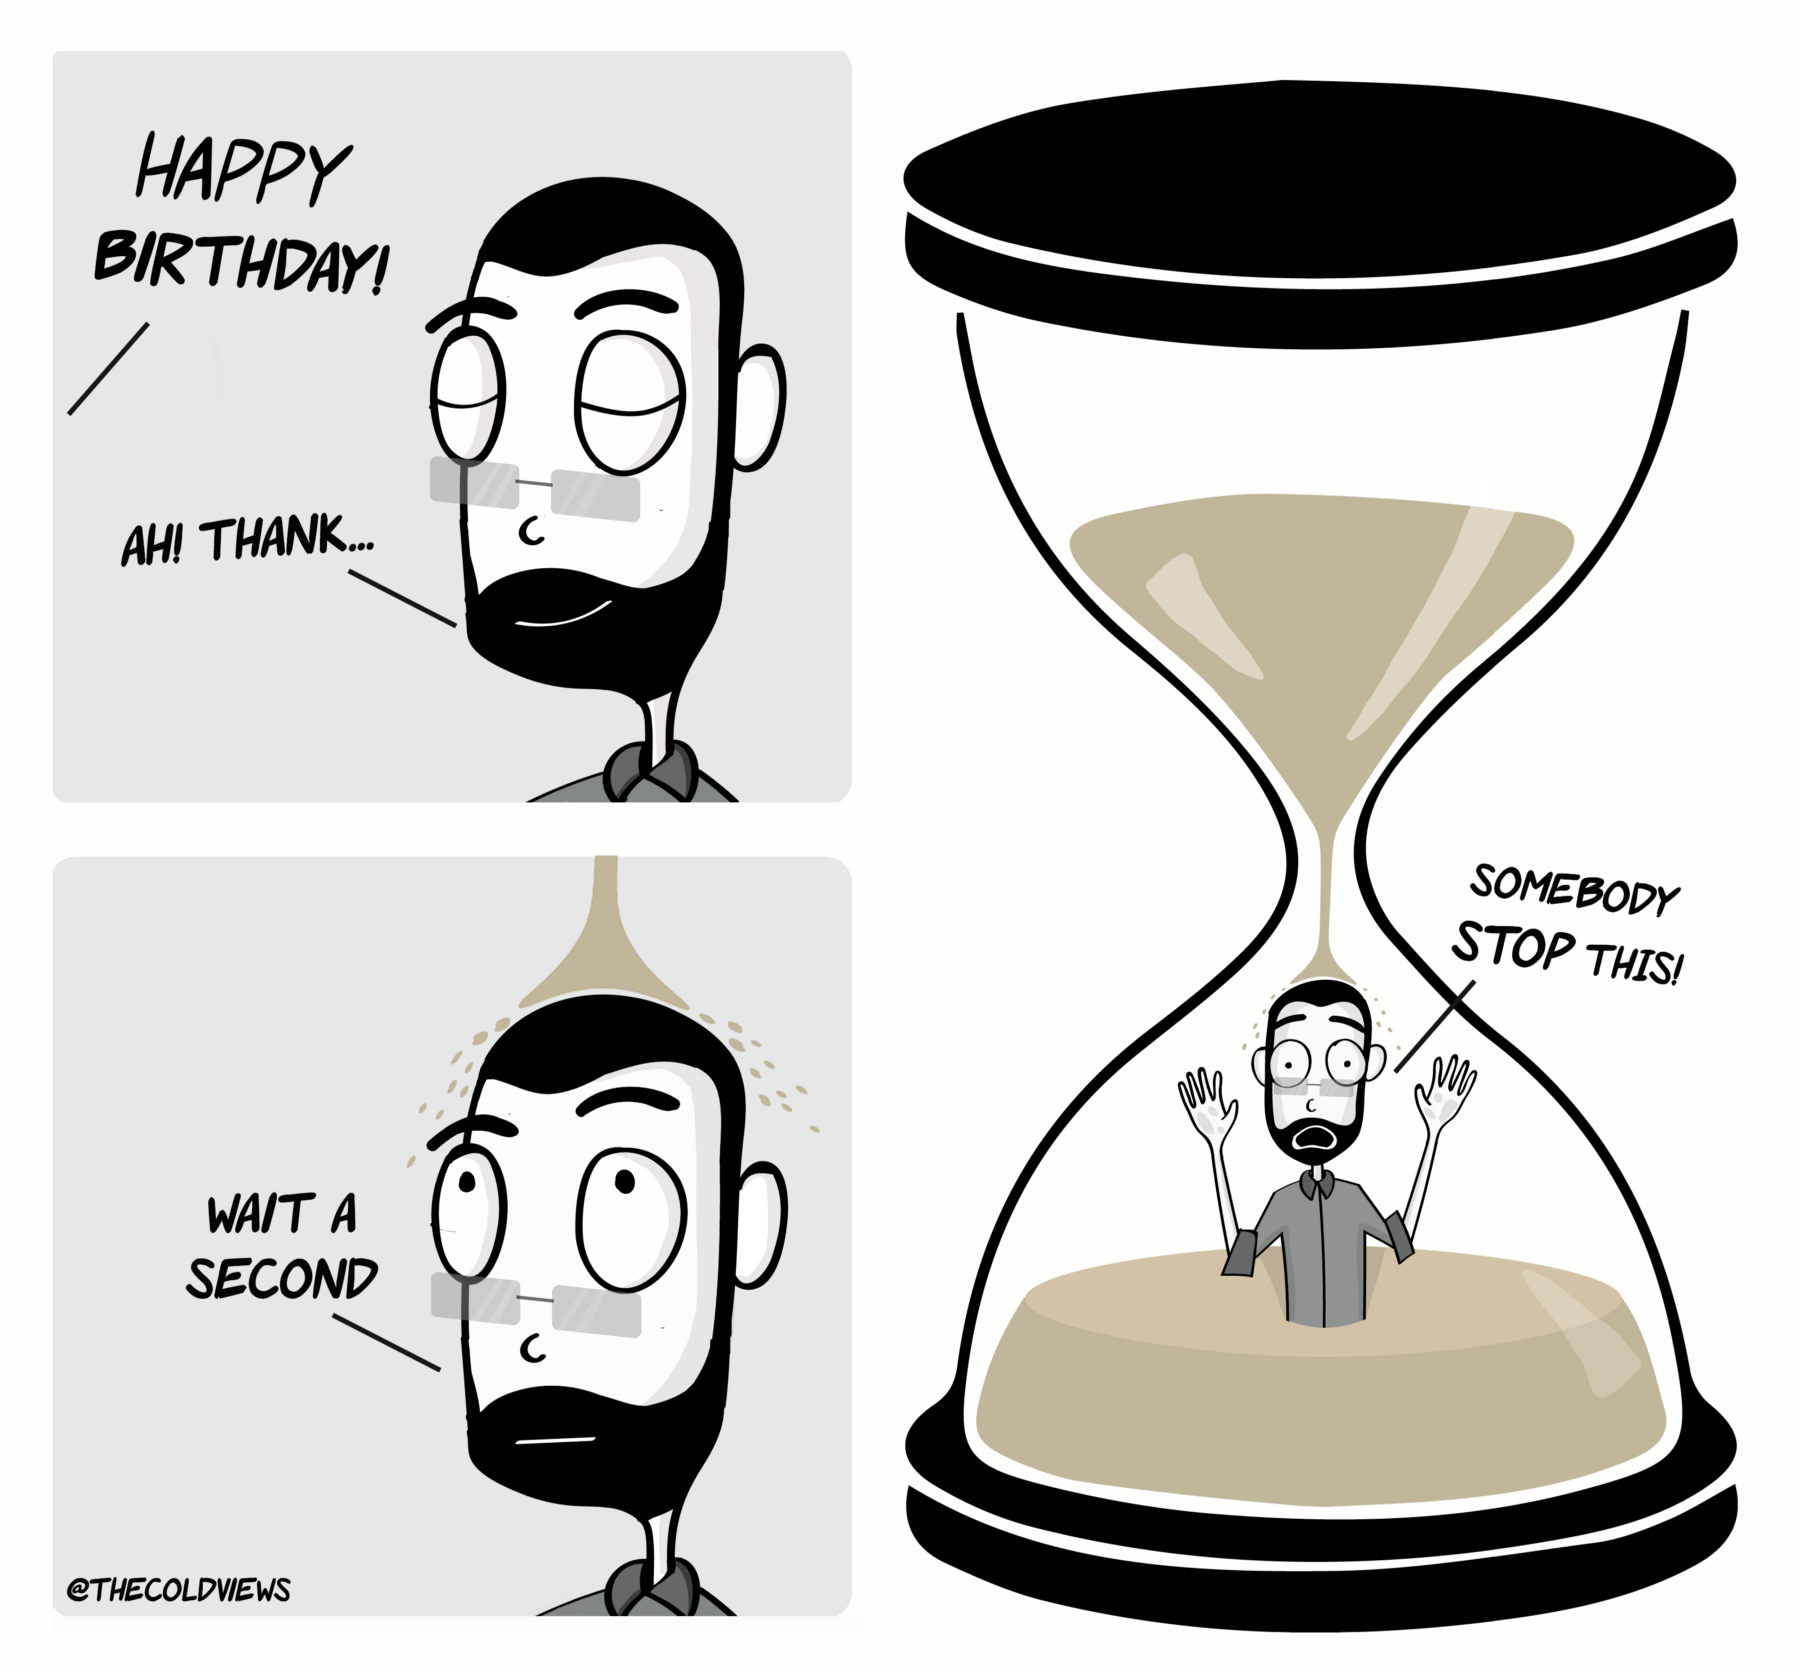 HAPPY
BIRTHDAY!
AH! THANK...
WAIT A
SECOND
@THECOLDVIEWS
SOMEBODY
STOP THIS!